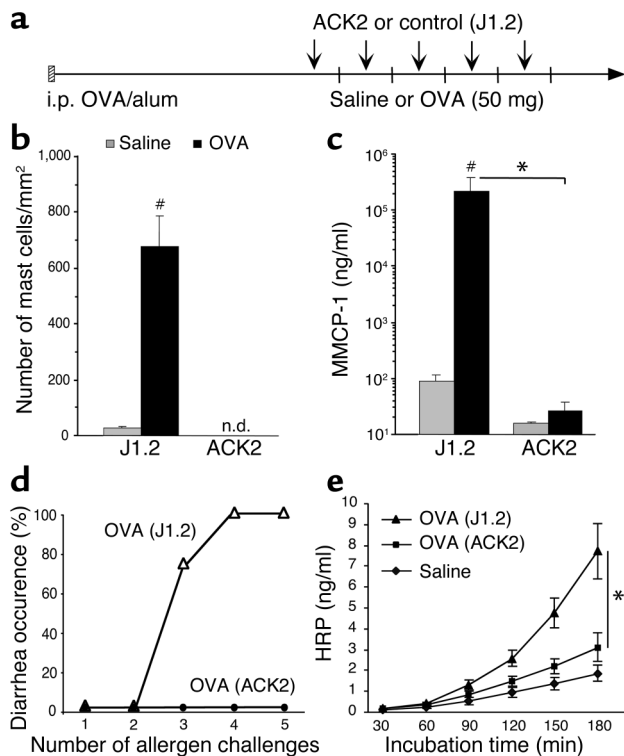 a
ACK2 or control (J1.2)
i.p. OVA/alum
Saline or OVA (50 mg)
b
Saline
OVA
Number of mast cells/mm²
1,000
800
600
400
200
0
#
n.d.
J1.2
ACK2
c
MMCP-1 (ng/ml)
10⁶
10⁵
10⁴
10³
10²
10¹
#
*
J1.2
ACK2
d
Diarrhea occurence (%)
100
80
60
40
20
0
OVA (J1.2)
OVA (ACK2)
1 2 3 4 5
Number of allergen challenges
e
HRP (ng/ml)
10
9
8
7
6
5
4
3
2
1
0
OVA (J1.2)
OVA (ACK2)
Saline
*
30 60 90 120 150 180
Incubation time (min)